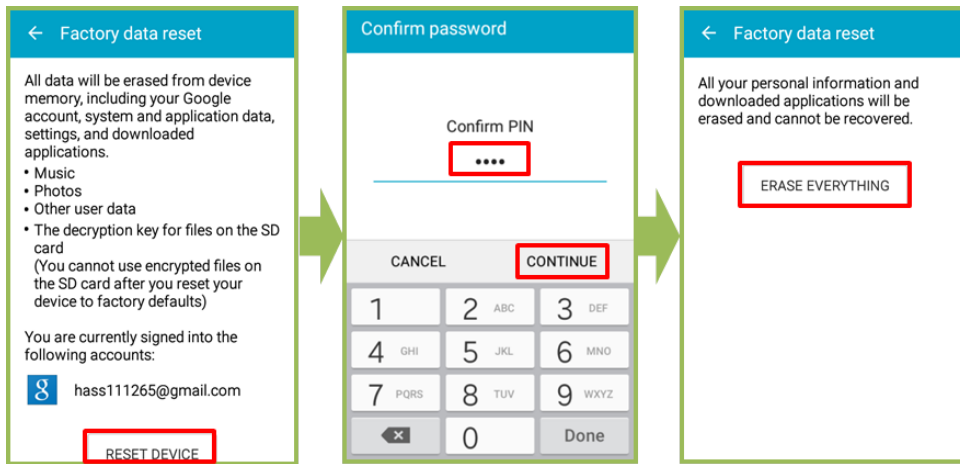 ← Factory data reset
All data will be erased from device
memory, including your Google
account, system and application data,
settings, and downloaded
applications.
• Music
• Photos
• Other user data
• The decryption key for files on the SD
card
(You cannot use encrypted files on
the SD card after you reset your
device to factory defaults)
You are currently signed into the
following accounts:
g hass111265@gmail.com
RESET DEVICE
Confirm password
Confirm PIN
••••
CANCEL CONTINUE
1 2 ABC 3 DEF
4 GHI 5 JKL 6 MNO
7 PQRS 8 TUV 9 WXYZ
0 Done
← Factory data reset
All your personal information and
downloaded applications will be
erased and cannot be recovered.
ERASE EVERYTHING